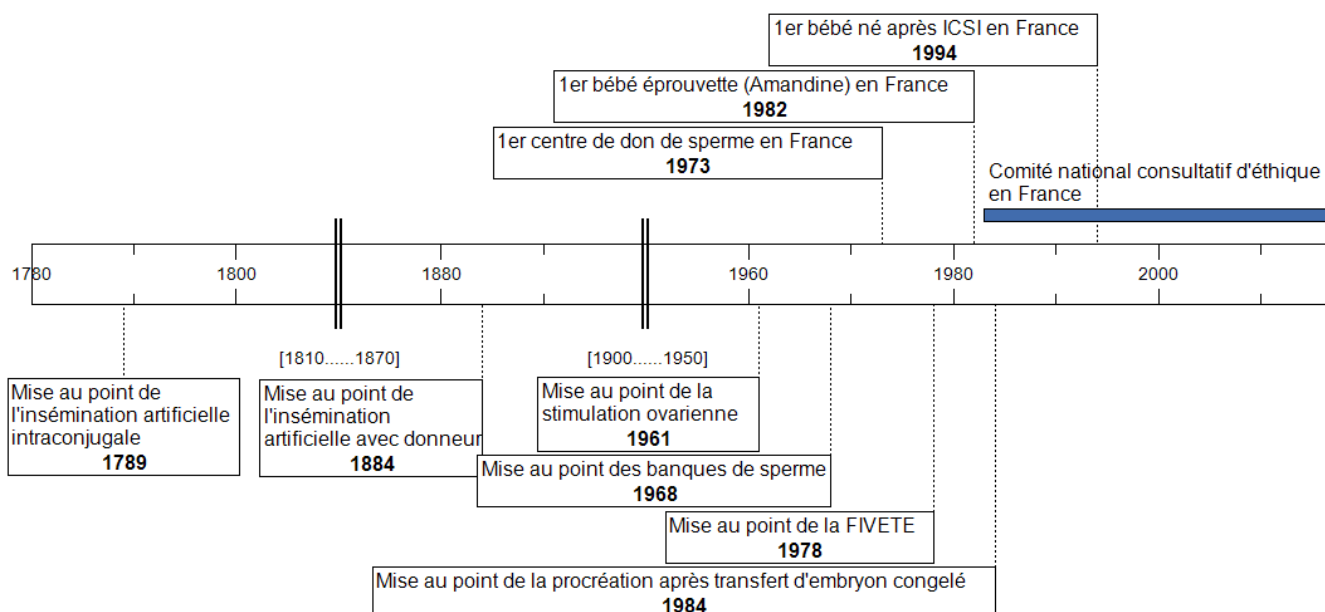 1er bébé né après ICSI en France
1994
1er bébé éprouvette (Amandine) en France
1982
1er centre de don de sperme en France
1973
Comité national consultatif d'éthique
en France
1780
1800
1880
1960
1980
2000
[1810......1870]
[1900......1950]
Mise au point de
l'insémination artificielle
intraconjugale
1789
Mise au point de
l'insémination
artificielle avec donneur
1884
Mise au point de la
stimulation ovarienne
1961
Mise au point des banques de sperme
1968
Mise au point de la FIVETE
1978
Mise au point de la procréation après transfert d'embryon congelé
1984